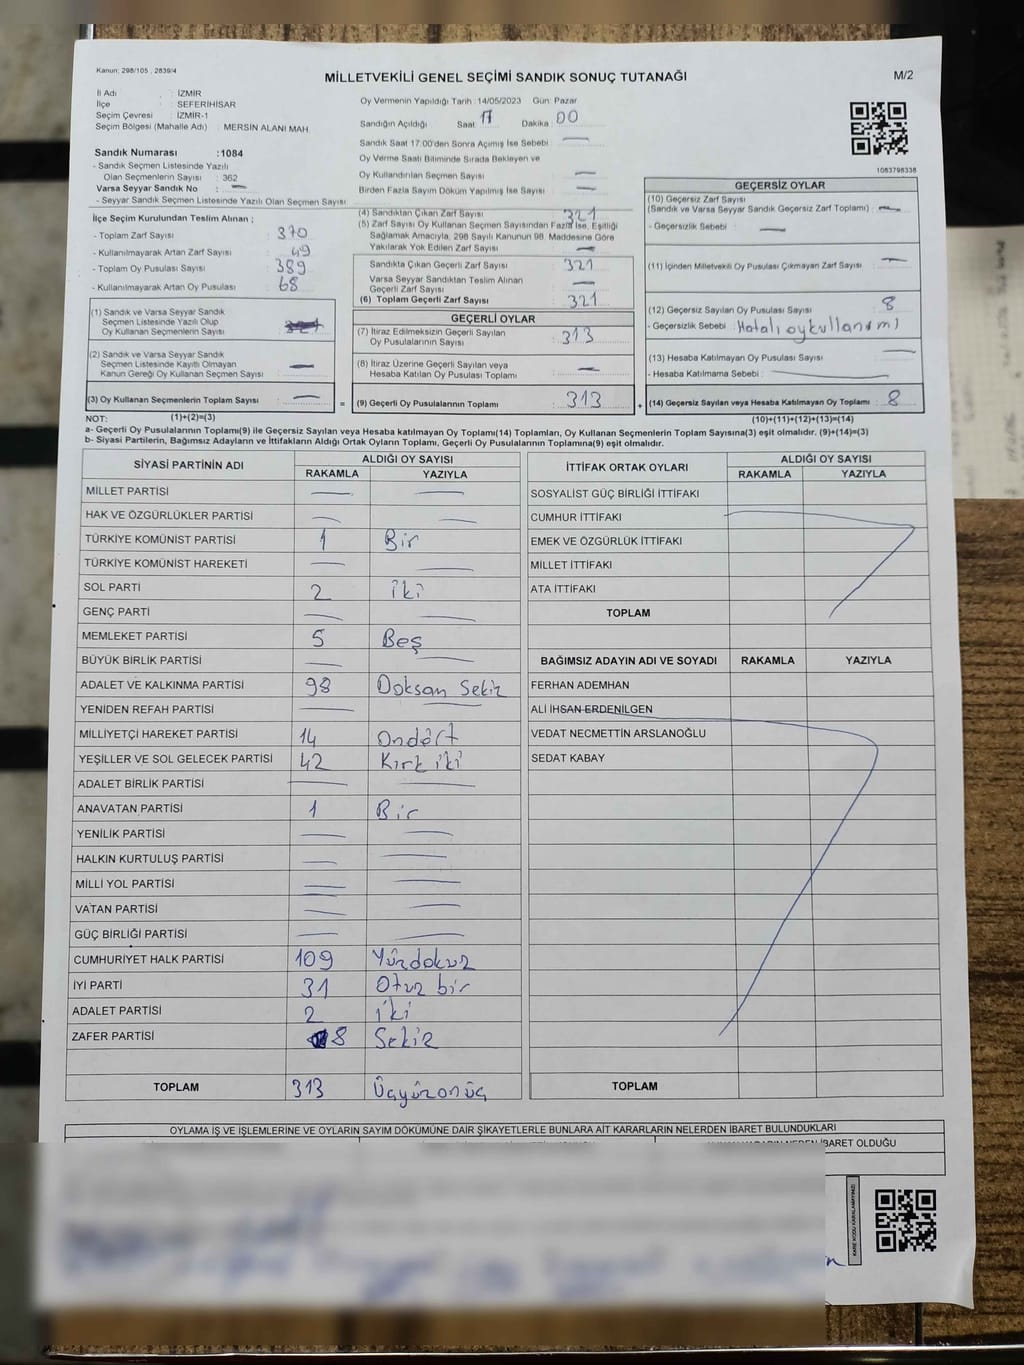 Kanun: 298/105 , 2839/4
MİLLETVEKİLİ GENEL SEÇİMİ SANDIK SONUÇ TUTANAĞI
M/2
İl Adı : İZMİR
İlçe : SEFERİHİSAR
Seçim Çevresi : İZMİR-1
Seçim Bölgesi (Mahalle Adı) : MERSİN ALANI MAH.
Sandık Numarası :1084
- Sandık Seçmen Listesinde Yazılı
Olan Seçmenlerin Sayısı : 362
Varsa Seyyar Sandık No :
- Seyyar Sandık Seçmen Listesinde Yazılı Olan Seçmen Sayısı
Oy Vermenin Yapıldığı Tarih :14/05/2023 Gün: Pazar
Sandığın Açıldığı Saat : 17 Dakika : 00
Sandık Saat 17:00'den Sonra Açılmış İse Sebebi :
Oy Verme Saati Bitiminde Sırada Bekleyen ve
Oy Kullandırılan Seçmen Sayısı
Birden Fazla Sayım Döküm Yapılmış İse Sayısı :
1083798338
İlçe Seçim Kurulundan Teslim Alınan ;
- Toplam Zarf Sayısı : 370
- Kullanılmayarak Artan Zarf Sayısı : 49
- Toplam Oy Pusulası Sayısı : 389
- Kullanılmayarak Artan Oy Pusulası : 68
(1) Sandık ve Varsa Seyyar Sandık
Seçmen Listesinde Yazılı Olup
Oy Kullanan Seçmenlerin Sayısı :
(2) Sandık ve Varsa Seyyar Sandık
Seçmen Listesinde Kayıtlı Olmayan
Kanun Gereği Oy Kullanan Seçmen Sayısı :
(3) Oy Kullanan Seçmenlerin Toplam Sayısı :
(4) Sandıktan Çıkan Zarf Sayısı : 321
(5) Zarf Sayısı Oy Kullanan Seçmen Sayısından Fazla İse, Eşitliği
Sağlamak Amacıyla, 298 Sayılı Kanunun 98. Maddesine Göre
Yakılarak Yok Edilen Zarf Sayısı :
Sandıkta Çıkan Geçerli Zarf Sayısı : 321
Varsa Seyyar Sandıktan Teslim Alınan
Geçerli Zarf Sayısı :
(6) Toplam Geçerli Zarf Sayısı : 321
GEÇERLİ OYLAR
(7) İtiraz Edilmeksizin Geçerli Sayılan
Oy Pusulalarının Sayısı : 313
(8) İtiraz Üzerine Geçerli Sayılan veya
Hesaba Katılan Oy Pusulası Toplamı :
= (9) Geçerli Oy Pusulalarının Toplamı : 313 +
GEÇERSİZ OYLAR
(10) Geçersiz Zarf Sayısı
(Sandık ve Varsa Seyyar Sandık Geçersiz Zarf Toplamı) :
- Geçersizlik Sebebi :
(11) İçinden Milletvekili Oy Pusulası Çıkmayan Zarf Sayısı :
(12) Geçersiz Sayılan Oy Pusulası Sayısı : 8
- Geçersizlik Sebebi : Hatalı oykullanımı
(13) Hesaba Katılmayan Oy Pusulası Sayısı :
- Hesaba Katılmama Sebebi :
(14) Geçersiz Sayılan veya Hesaba Katılmayan Oy Toplamı : 8
NOT: (1)+(2)=(3) (10)+(11)+(12)+(13)=(14)
a- Geçerli Oy Pusulalarının Toplamı(9) ile Geçersiz Sayılan veya Hesaba katılmayan Oy Toplamı(14) Toplamları, Oy Kullanan Seçmenlerin Toplam Sayısına(3) eşit olmalıdır. (9)+(14)=(3)
b- Siyasi Partilerin, Bağımsız Adayların ve İttifakların Aldığı Ortak Oyların Toplamı, Geçerli Oy Pusulalarının Toplamına(9) eşit olmalıdır.
SİYASİ PARTİNİN ADI ALDIĞI OY SAYISI
RAKAMLA YAZIYLA
MİLLET PARTİSİ
HAK VE ÖZGÜRLÜKLER PARTİSİ
TÜRKİYE KOMÜNİST PARTİSİ 1 Bir
TÜRKİYE KOMÜNİST HAREKETİ
SOL PARTİ 2 iki
GENÇ PARTİ
MEMLEKET PARTİSİ 5 Beş
BÜYÜK BİRLİK PARTİSİ
ADALET VE KALKINMA PARTİSİ 98 Doksan Sekiz
YENİDEN REFAH PARTİSİ
MİLLİYETÇİ HAREKET PARTİSİ 14 Ondört
YEŞİLLER VE SOL GELECEK PARTİSİ 42 Kırk iki
ADALET BİRLİK PARTİSİ
ANAVATAN PARTİSİ 1 Bir
YENİLİK PARTİSİ
HALKIN KURTULUŞ PARTİSİ
MİLLİ YOL PARTİSİ
VATAN PARTİSİ
GÜÇ BİRLİĞİ PARTİSİ
CUMHURİYET HALK PARTİSİ 109 Yüzdokuz
İYİ PARTİ 31 Otuz bir
ADALET PARTİSİ 2 iki
ZAFER PARTİSİ 8 Sekiz
TOPLAM 313 Üçyüzonüç
İTTİFAK ORTAK OYLARI ALDIĞI OY SAYISI
RAKAMLA YAZIYLA
SOSYALİST GÜÇ BİRLİĞİ İTTİFAKI
CUMHUR İTTİFAKI
EMEK VE ÖZGÜRLÜK İTTİFAKI
MİLLET İTTİFAKI
ATA İTTİFAKI
TOPLAM
BAĞIMSIZ ADAYIN ADI VE SOYADI RAKAMLA YAZIYLA
FERHAN ADEMHAN
ALİ İHSAN ERDENİLGEN
VEDAT NECMETTİN ARSLANOĞLU
SEDAT KABAY
TOPLAM
OYLAMA İŞ VE İŞLEMLERİNE VE OYLARIN SAYIM DÖKÜMÜNE DAİR ŞİKAYETLERLE BUNLARA AİT KARARLARIN NELERDEN İBARET BULUNDUKLARI
İBARET OLDUĞU
KARE KODU KARALAMAYINIZ!